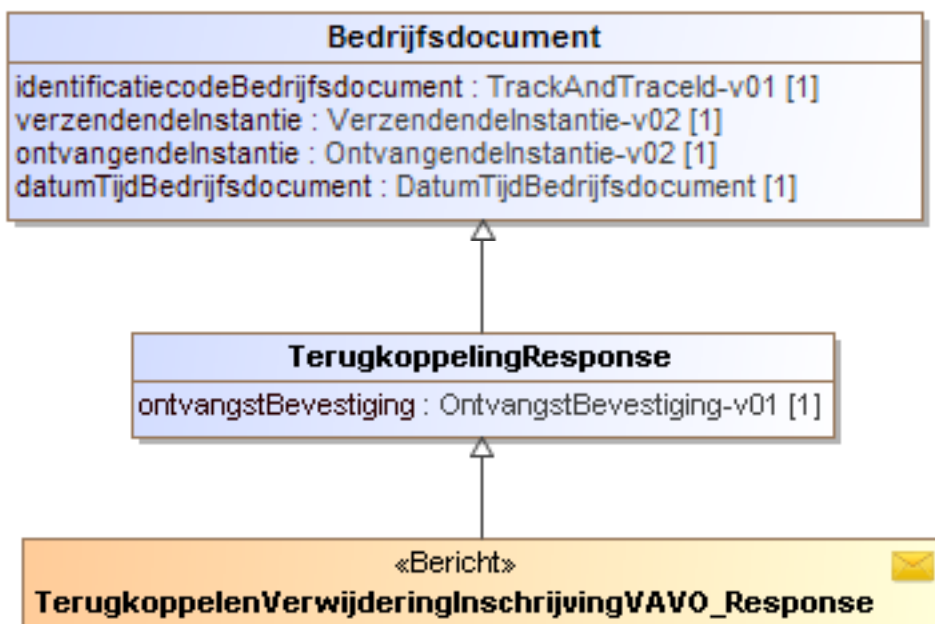 Bedrijfsdocument
identificatiecodeBedrijfsdocument : TrackAndTraceId-v01 [1]
verzendendeInstantie : VerzendendeInstantie-v02 [1]
ontvangendeInstantie : OntvangendeInstantie-v02 [1]
datumTijdBedrijfsdocument : DatumTijdBedrijfsdocument [1]
TerugkoppelingResponse
ontvangstBevestiging : OntvangstBevestiging-v01 [1]
«Bericht»
TerugkoppelenVerwijderingInschrijvingVAVO_Response